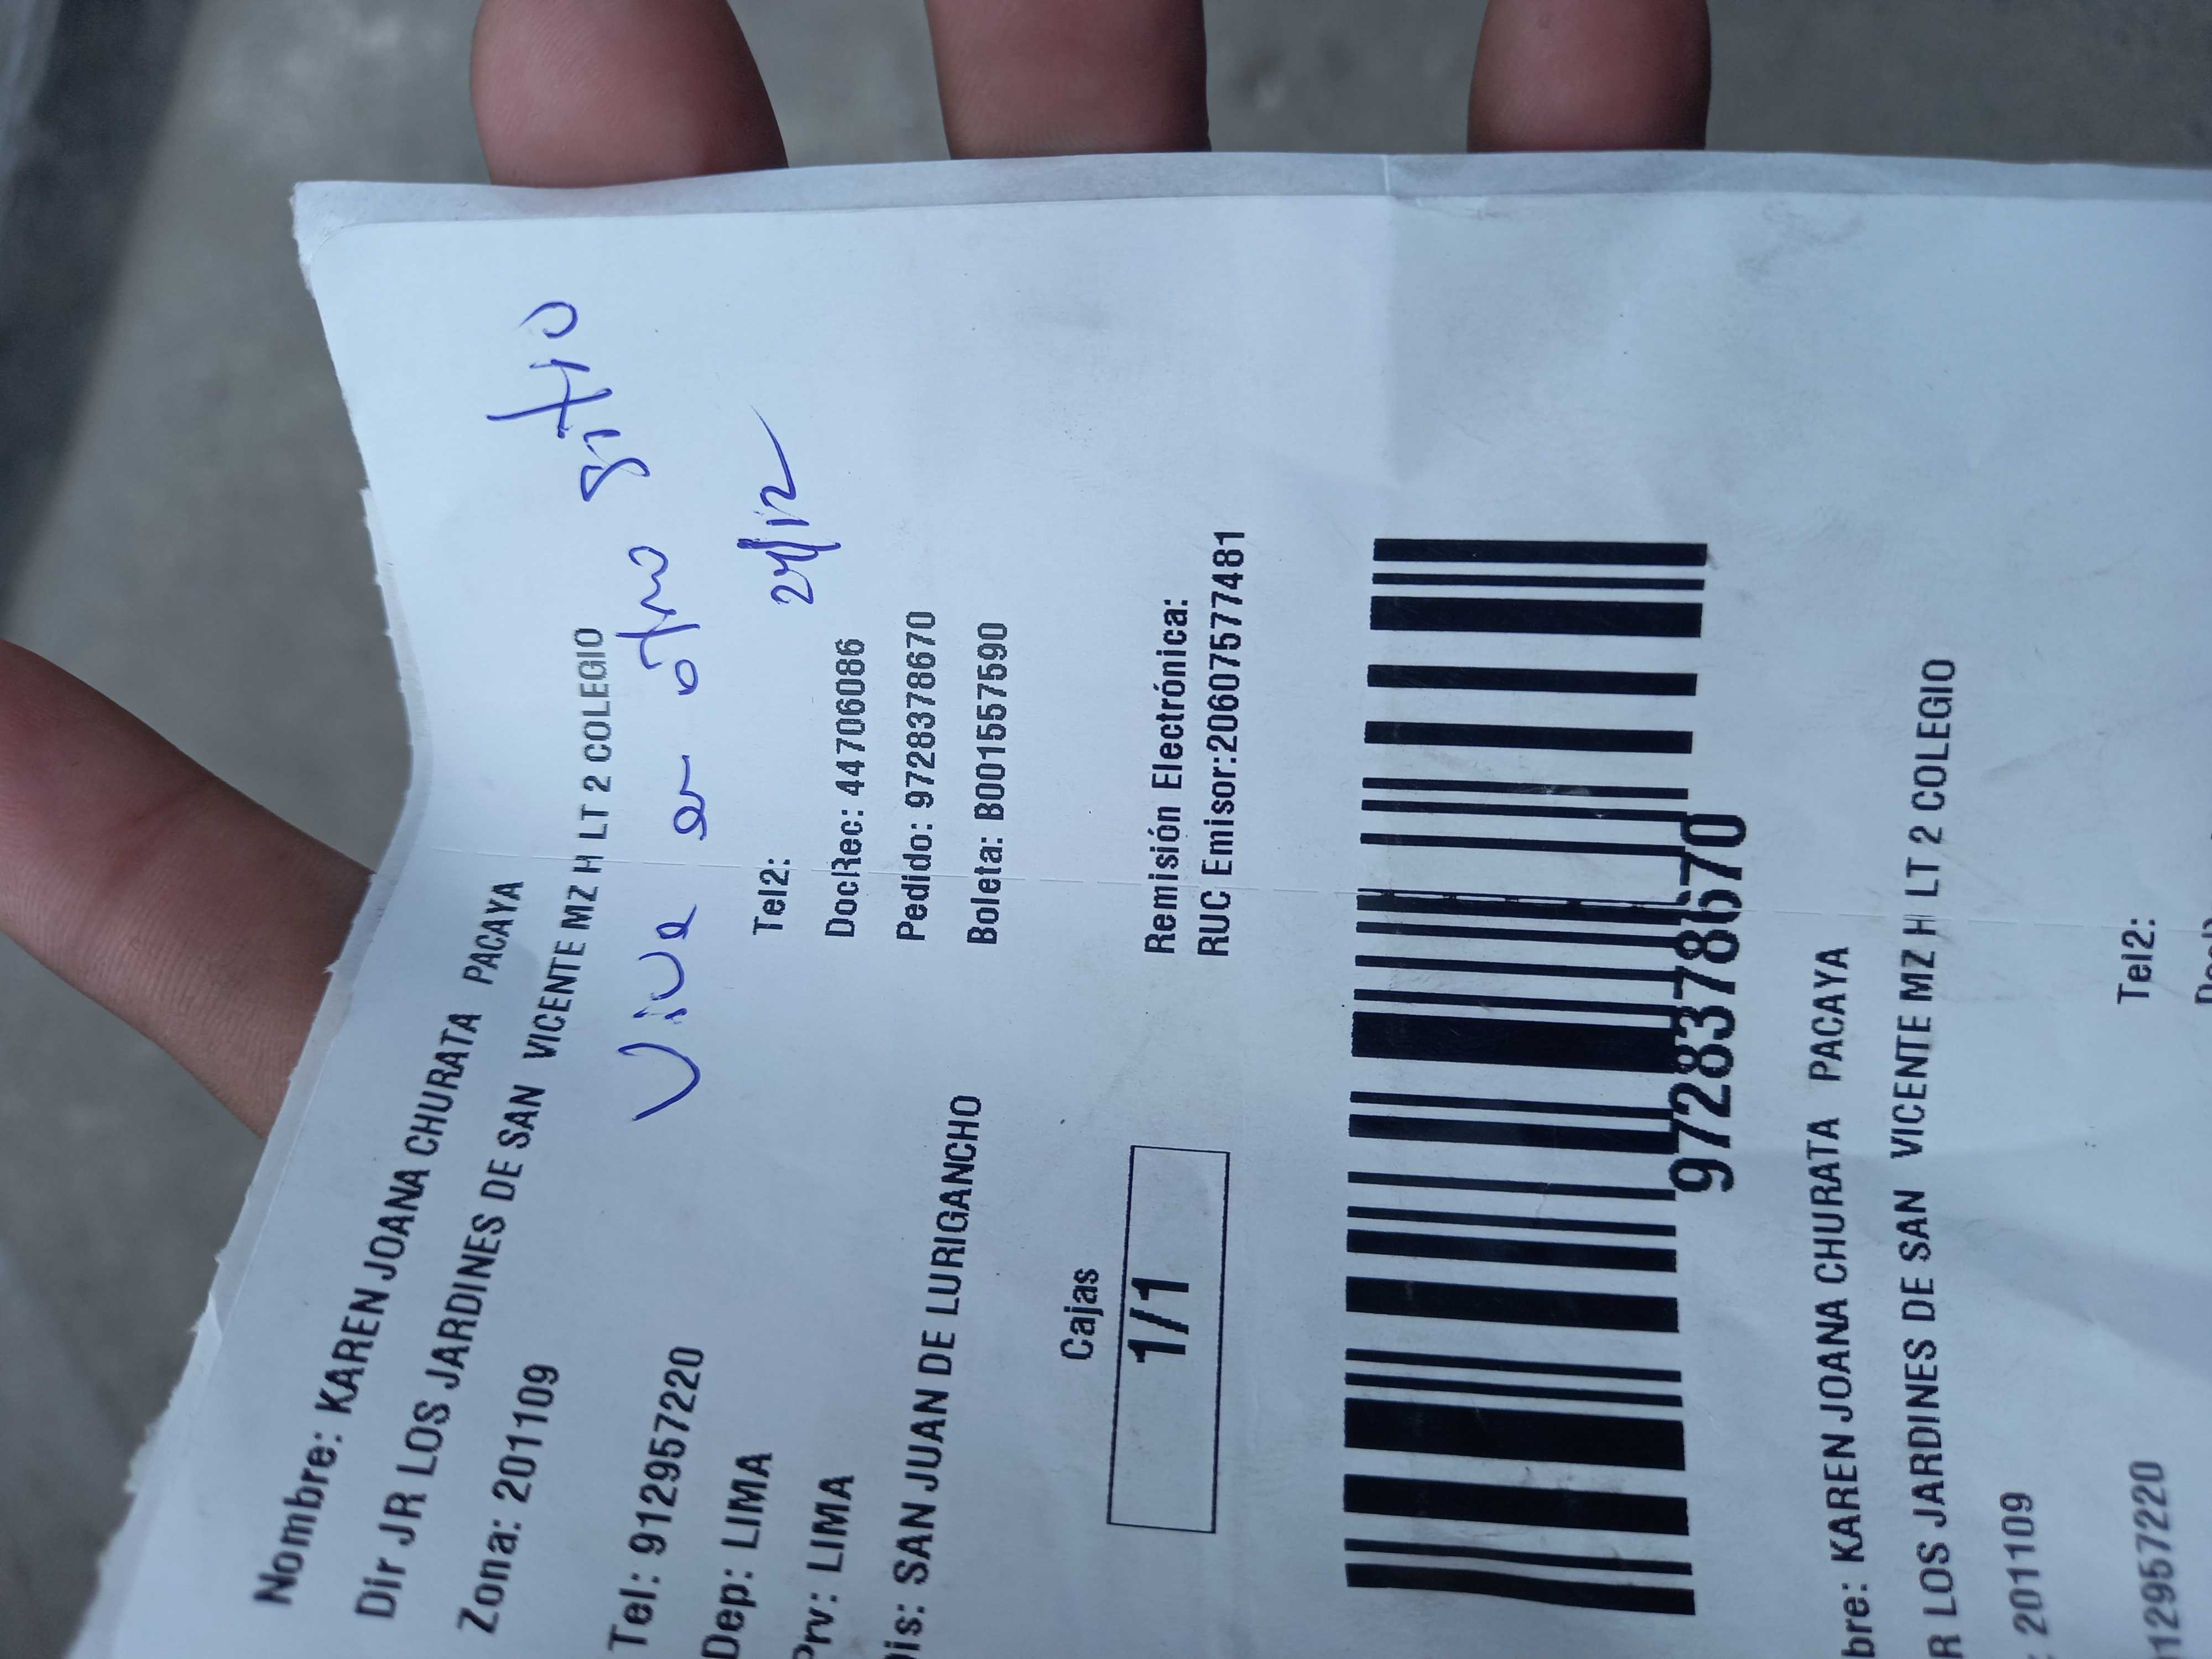 Nombre: KAREN JOANA CHURATA PACAYA
Dir JR LOS JARDINES DE SAN VICENTE MZ H LT 2 COLEGIO
Zona: 201109
Vive en otro sitio
24/12
Tel: 912957220
Tel2:
Dep: LIMA
DocRec: 44706086
Prv: LIMA
Pedido: 9728378670
Dis: SAN JUAN DE LURIGANCHO
Boleta: B001557590
Cajas
1/1
Remisión Electrónica:
RUC Emisor:20607577481
9728378670
bre: KAREN JOANA CHURATA PACAYA
R LOS JARDINES DE SAN VICENTE MZ H LT 2 COLEGIO
: 201109
12957220
Tel2: